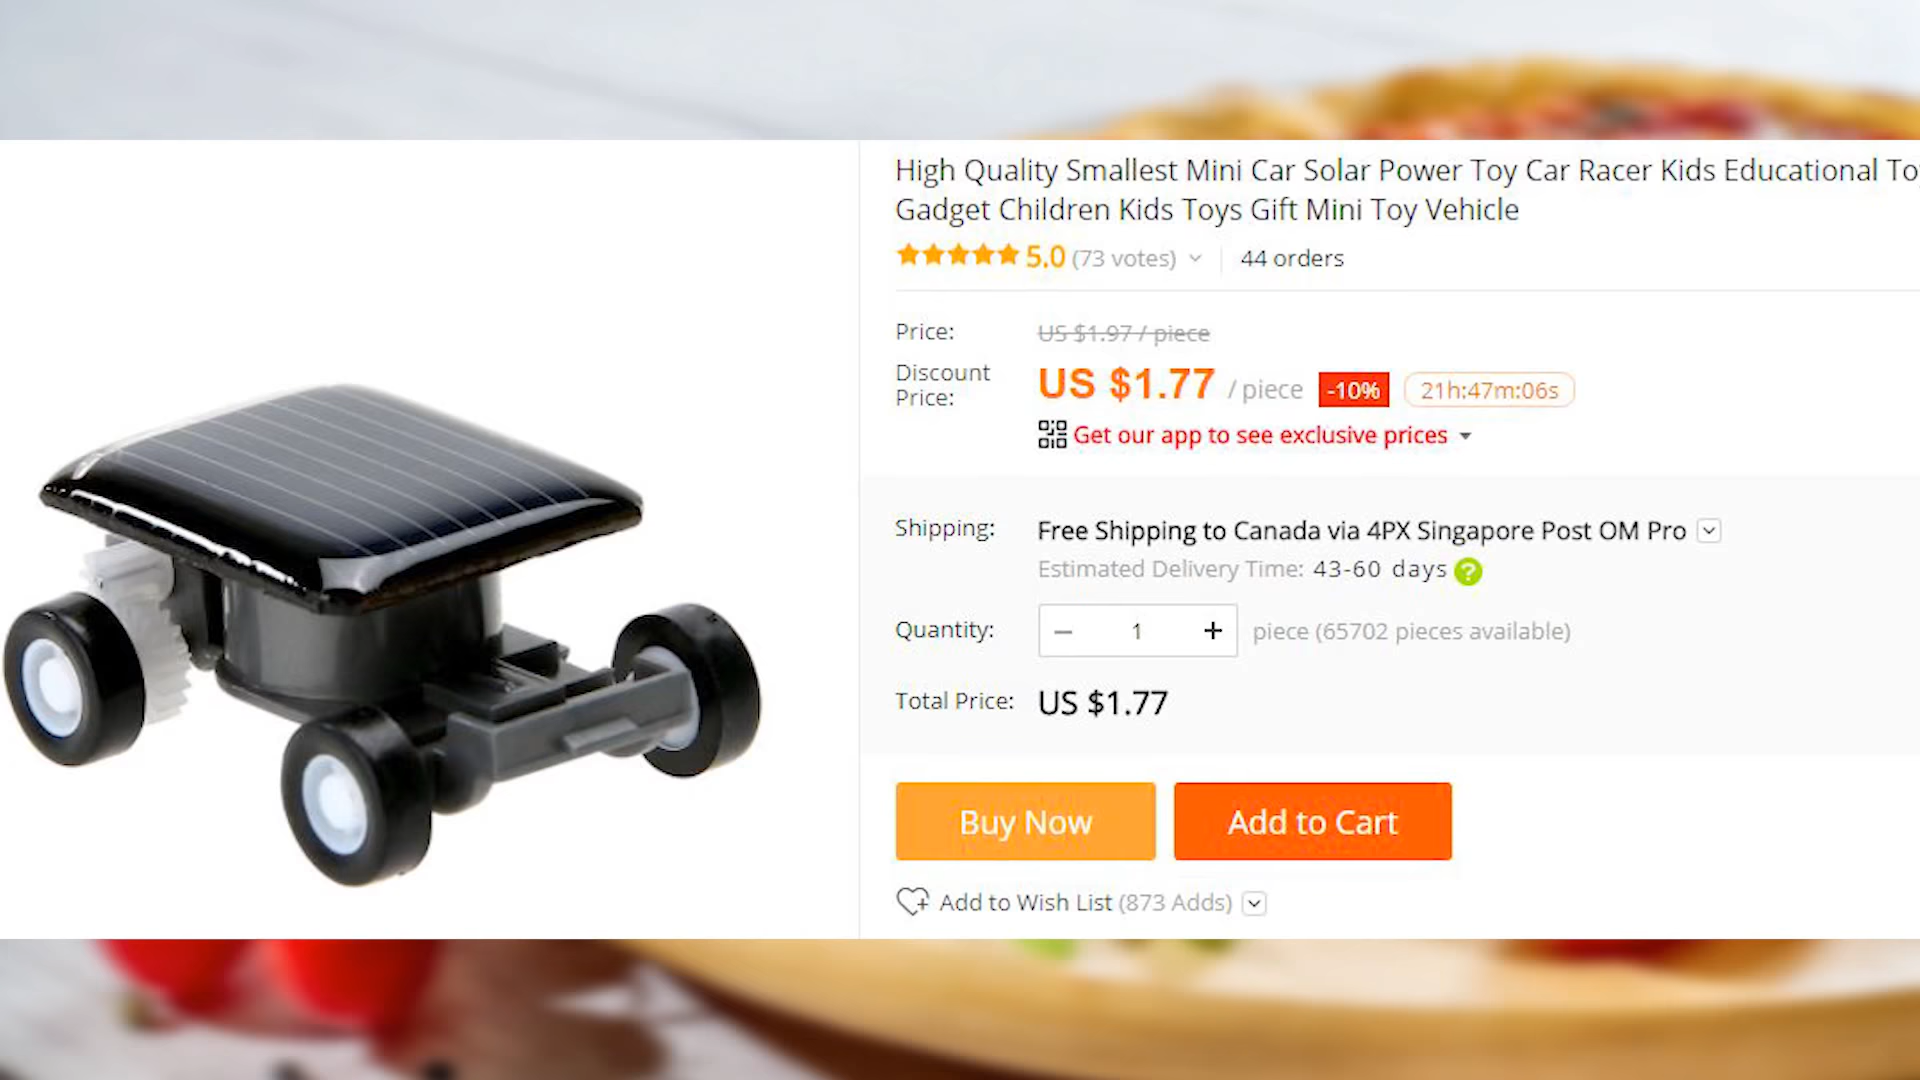 High Quality Smallest Mini Car Solar Power Toy Car Racer Kids Educational
Gadget Children Kids Toys Gift Mini Toy Vehicle
5.0 (73 votes) 44 orders
Price: US $1.97 / piece
Discount Price: US $1.77 / piece -10% 21h:47m:06s
Get our app to see exclusive prices
Shipping: Free Shipping to Canada via 4PX Singapore Post OM Pro
Estimated Delivery Time: 43-60 days ?
Quantity: − 1 + piece (65702 pieces available)
Total Price: US $1.77
Buy Now Add to Cart
Add to Wish List (873 Adds)